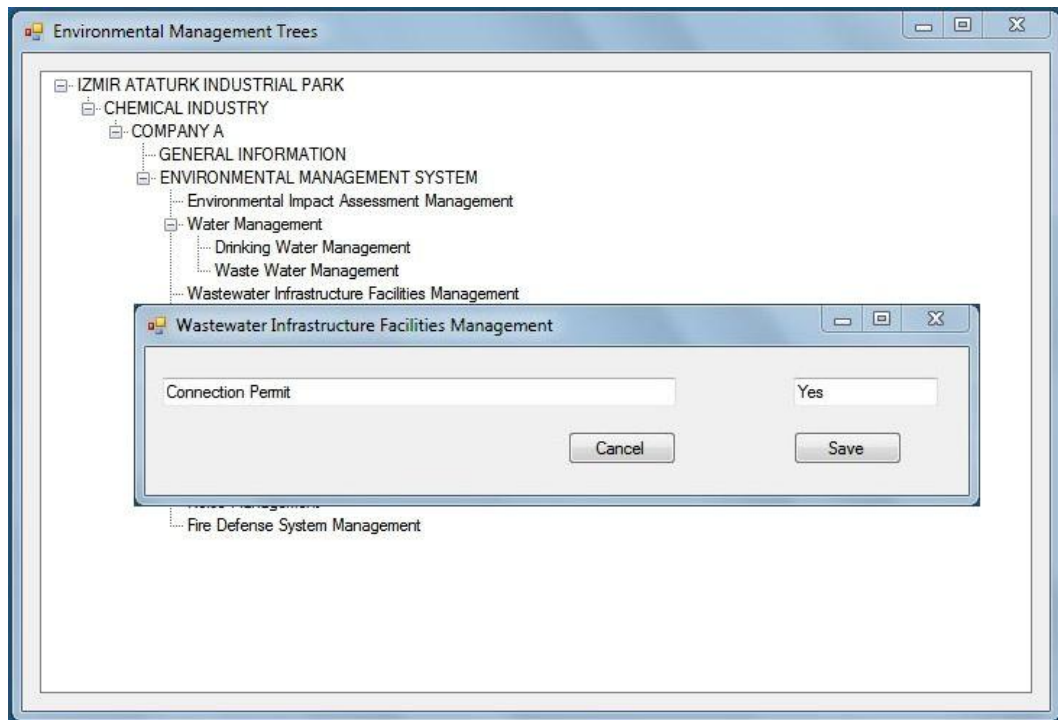 Environmental Management Trees
IZMIR ATATURK INDUSTRIAL PARK
CHEMICAL INDUSTRY
COMPANY A
GENERAL INFORMATION
ENVIRONMENTAL MANAGEMENT SYSTEM
Environmental Impact Assessment Management
Water Management
Drinking Water Management
Waste Water Management
Wastewater Infrastructure Facilities Management
Wastewater Infrastructure Facilities Management
Connection Permit Yes
Cancel Save
Fire Defense System Management